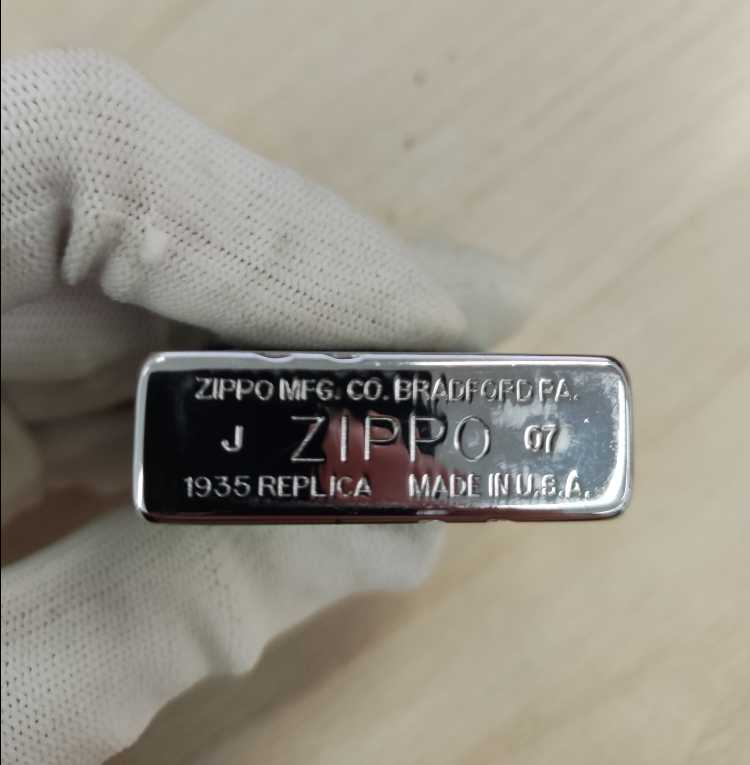 ZIPPO MFG. CO. BRADFORD PA.
J ZIPPO 07
1935 REPLICA MADE IN U.S.A.